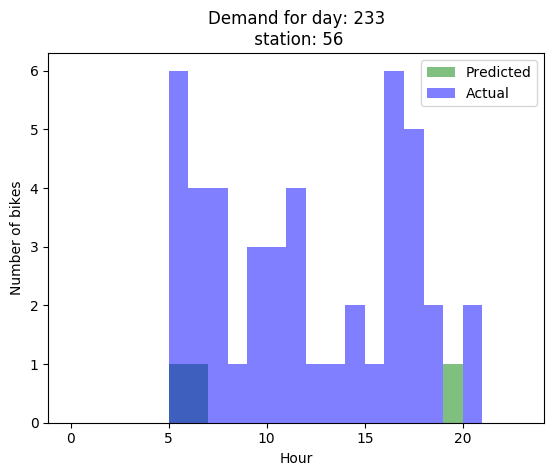 Demand for day: 233
station: 56
Predicted
Actual
Number of bikes
6
5
4
3
2
1
0
0 5 10 15 20
Hour